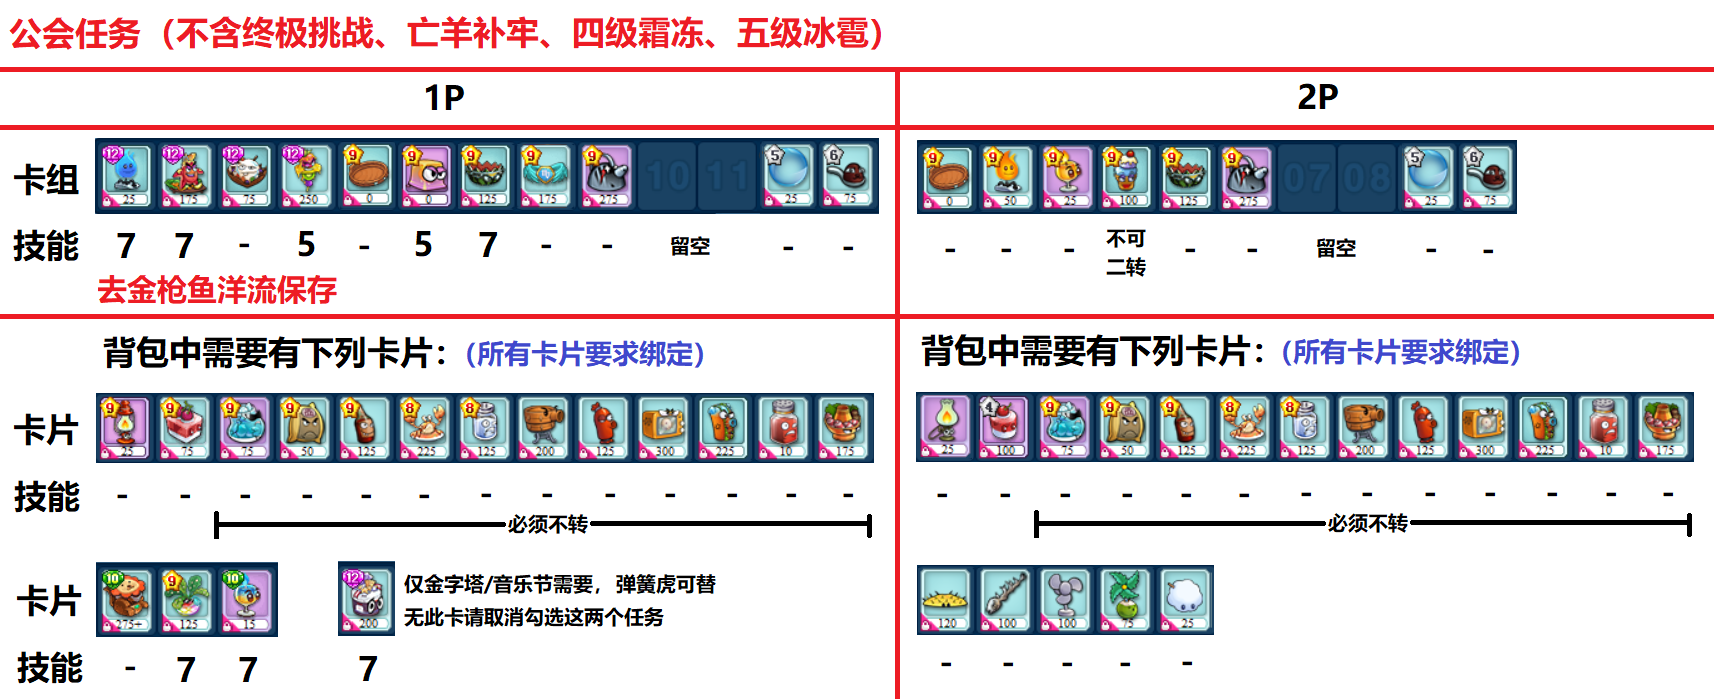 公会任务（不含终极挑战、亡羊补牢、四级霜冻、五级冰雹）
1P
2P
卡组
12 12 12 12 9 9 9 9 9 10 11 5 6
25 175 75 250 0 0 125 175 275 25 75
9 9 9 9 9 9 07 08 5 6
0 50 25 100 125 275 25 75
技能
7 7 - 5 - 5 7 - - 留空 - -
- - - 不可 - - 留空 - -
二转
去金枪鱼洋流保存
背包中需要有下列卡片：（所有卡片要求绑定）
背包中需要有下列卡片：（所有卡片要求绑定）
卡片
9 9 9 9 9 8 8
25 75 75 50 125 225 125 200 125 300 225 10 175
4 9 9 9 8 8
25 100 75 50 125 225 125 200 125 300 225 10 175
技能
- - - - - - - - - - - - -
必须不转
- - - - - - - - - - - - -
必须不转
卡片
10 9 10 12
275+ 125 15 200
仅金字塔/音乐节需要，弹簧虎可替
无此卡请取消勾选这两个任务
120 100 100 75 25
技能
- 7 7 7
- - - - -